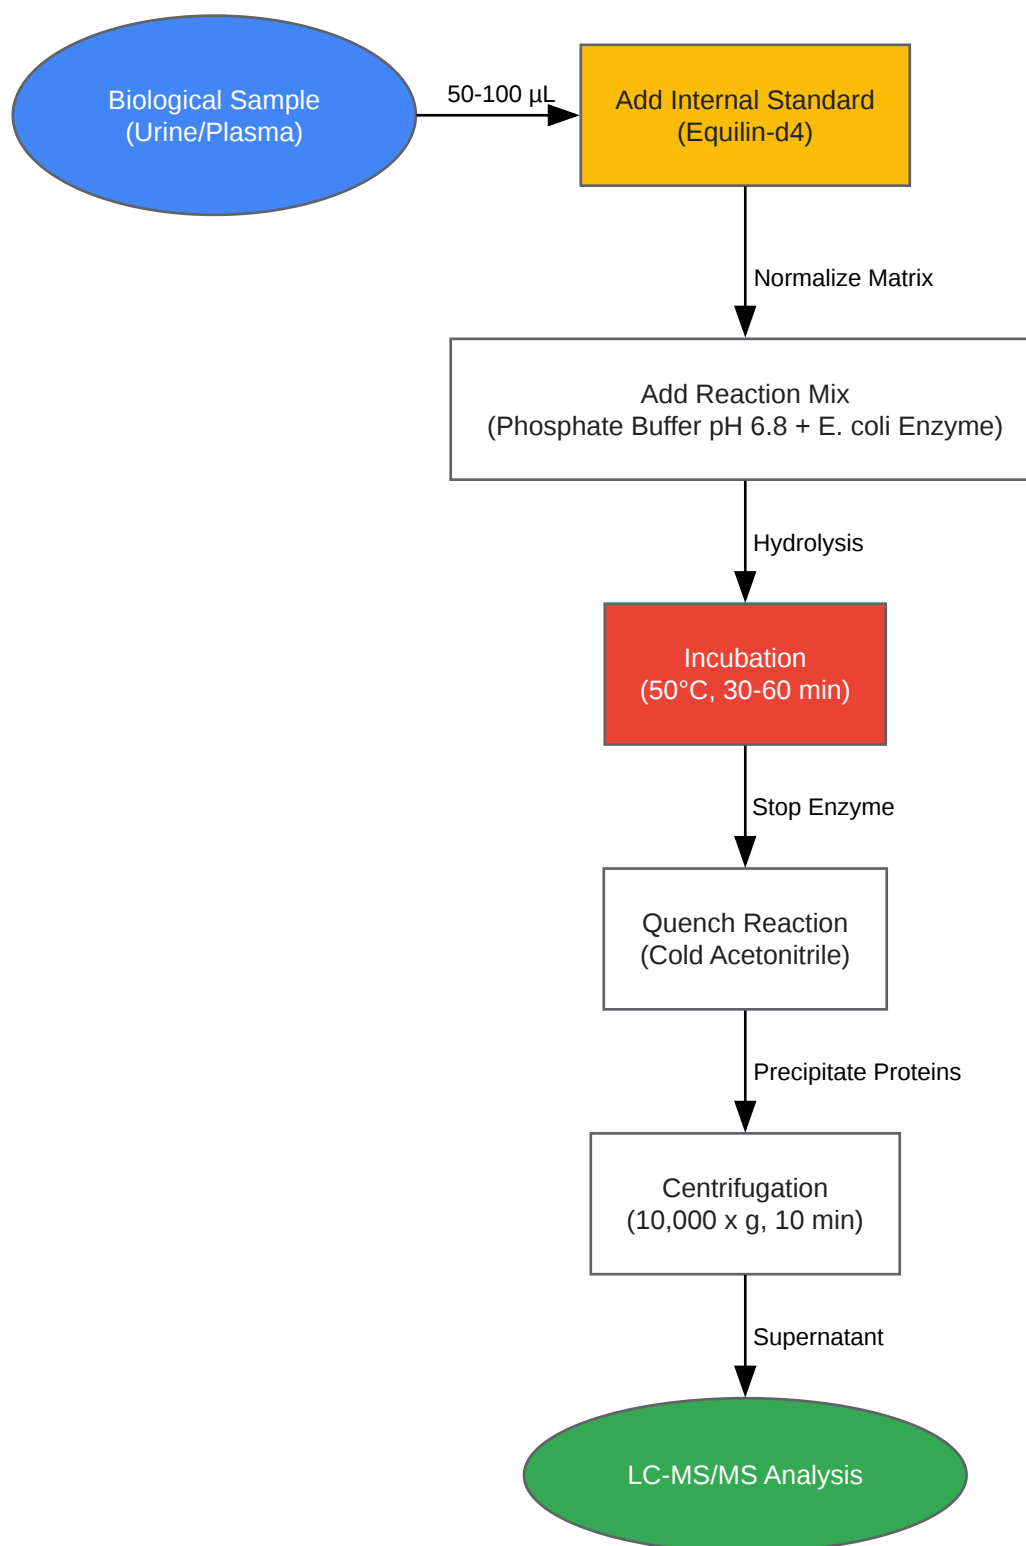 Biological Sample
(Urine/Plasma)
50-100 µL
Add Internal Standard
(Equilin-d4)
Normalize Matrix
Add Reaction Mix
(Phosphate Buffer pH 6.8 + E. coli Enzyme)
Hydrolysis
Incubation
(50°C, 30-60 min)
Stop Enzyme
Quench Reaction
(Cold Acetonitrile)
Precipitate Proteins
Centrifugation
(10,000 x g, 10 min)
Supernatant
LC-MS/MS Analysis